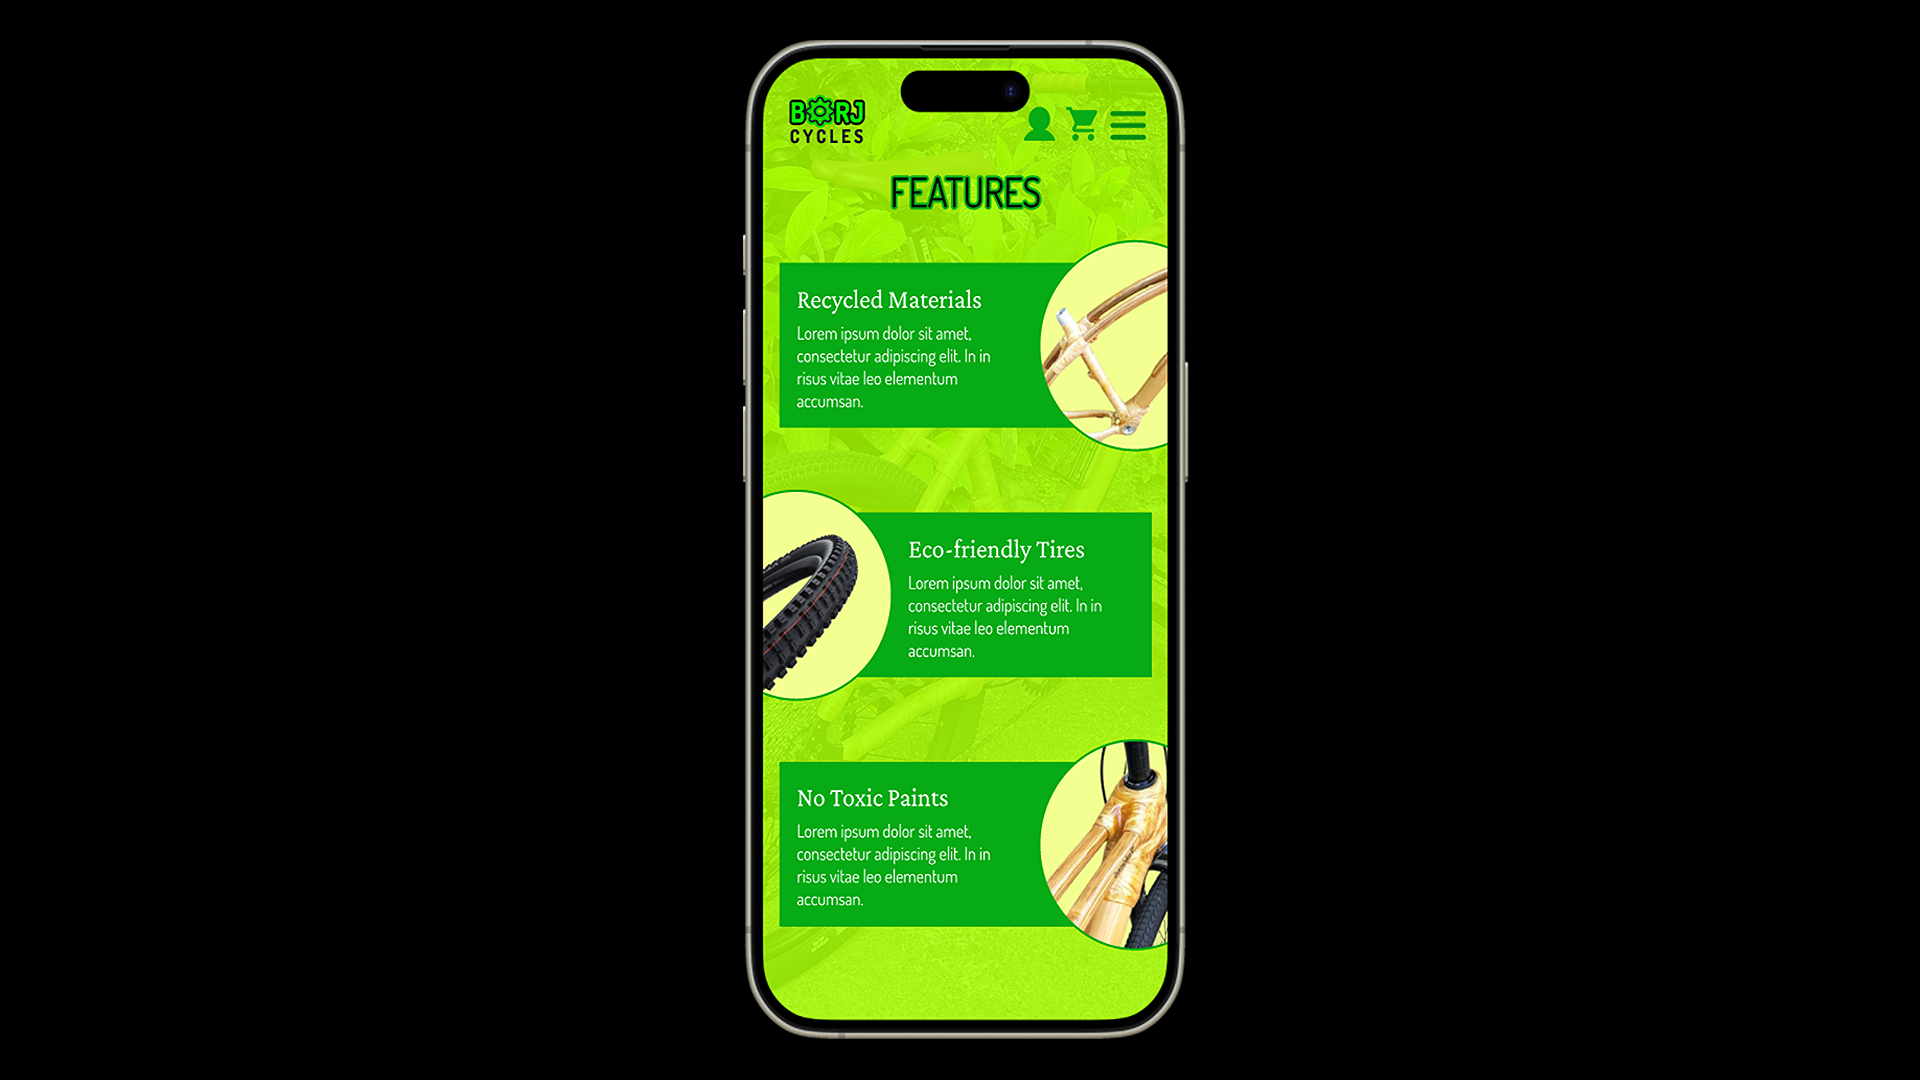 BORJ
CYCLES
FEATURES
Recycled Materials
Lorem ipsum dolor sit amet,
consectetur adipiscing elit. In in
risus vitae leo elementum
accumsan.
Eco-friendly Tires
Lorem ipsum dolor sit amet,
consectetur adipiscing elit. In in
risus vitae leo elementum
accumsan.
No Toxic Paints
Lorem ipsum dolor sit amet,
consectetur adipiscing elit. In in
risus vitae leo elementum
accumsan.